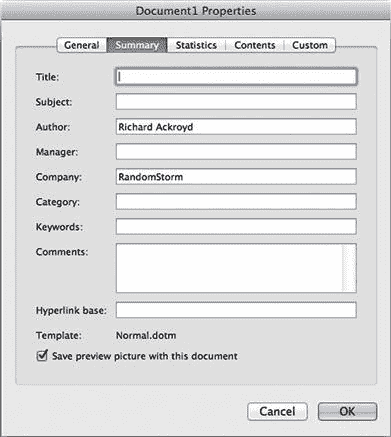 Document1 Properties
General Summary Statistics Contents Custom
Title:
Subject:
Author: Richard Ackroyd
Manager:
Company: RandomStorm
Category:
Keywords:
Comments:
Hyperlink base:
Template: Normal.dotm
Save preview picture with this document
Cancel OK